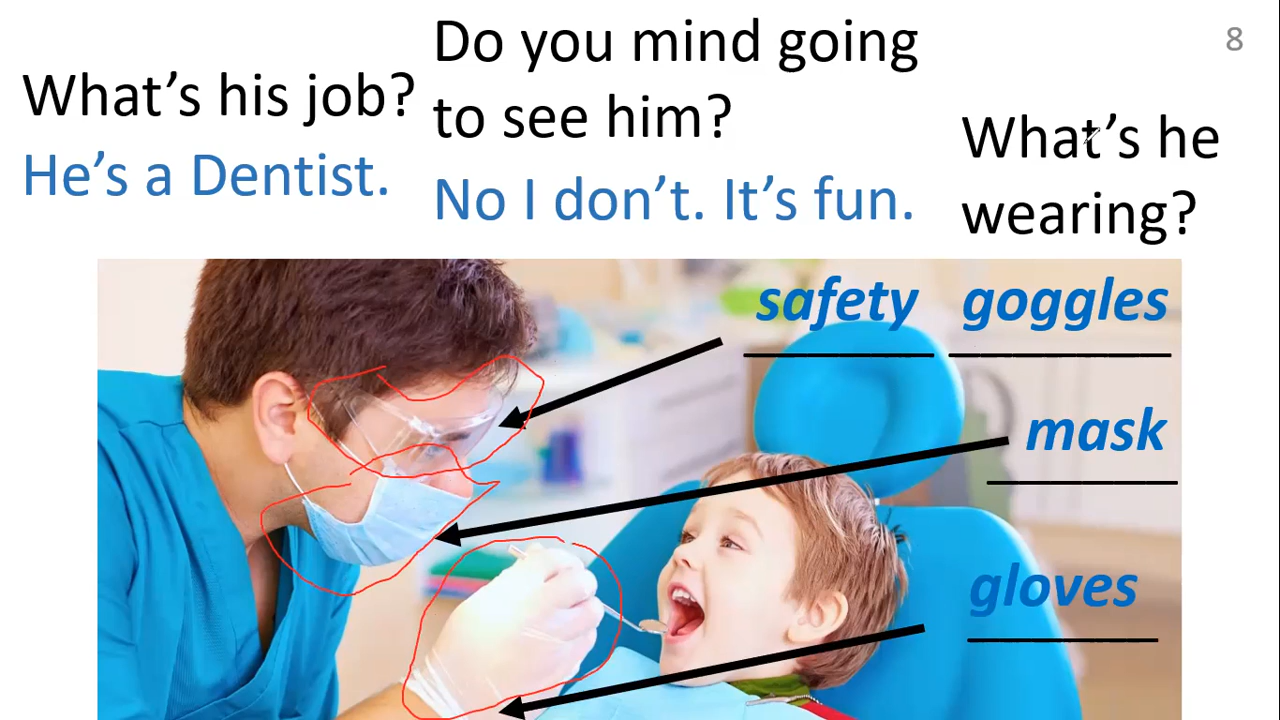 What's his job?
He's a Dentist.
Do you mind going
to see him?
No I don't. It's fun.
8
What's he
wearing?
safety goggles
mask
gloves